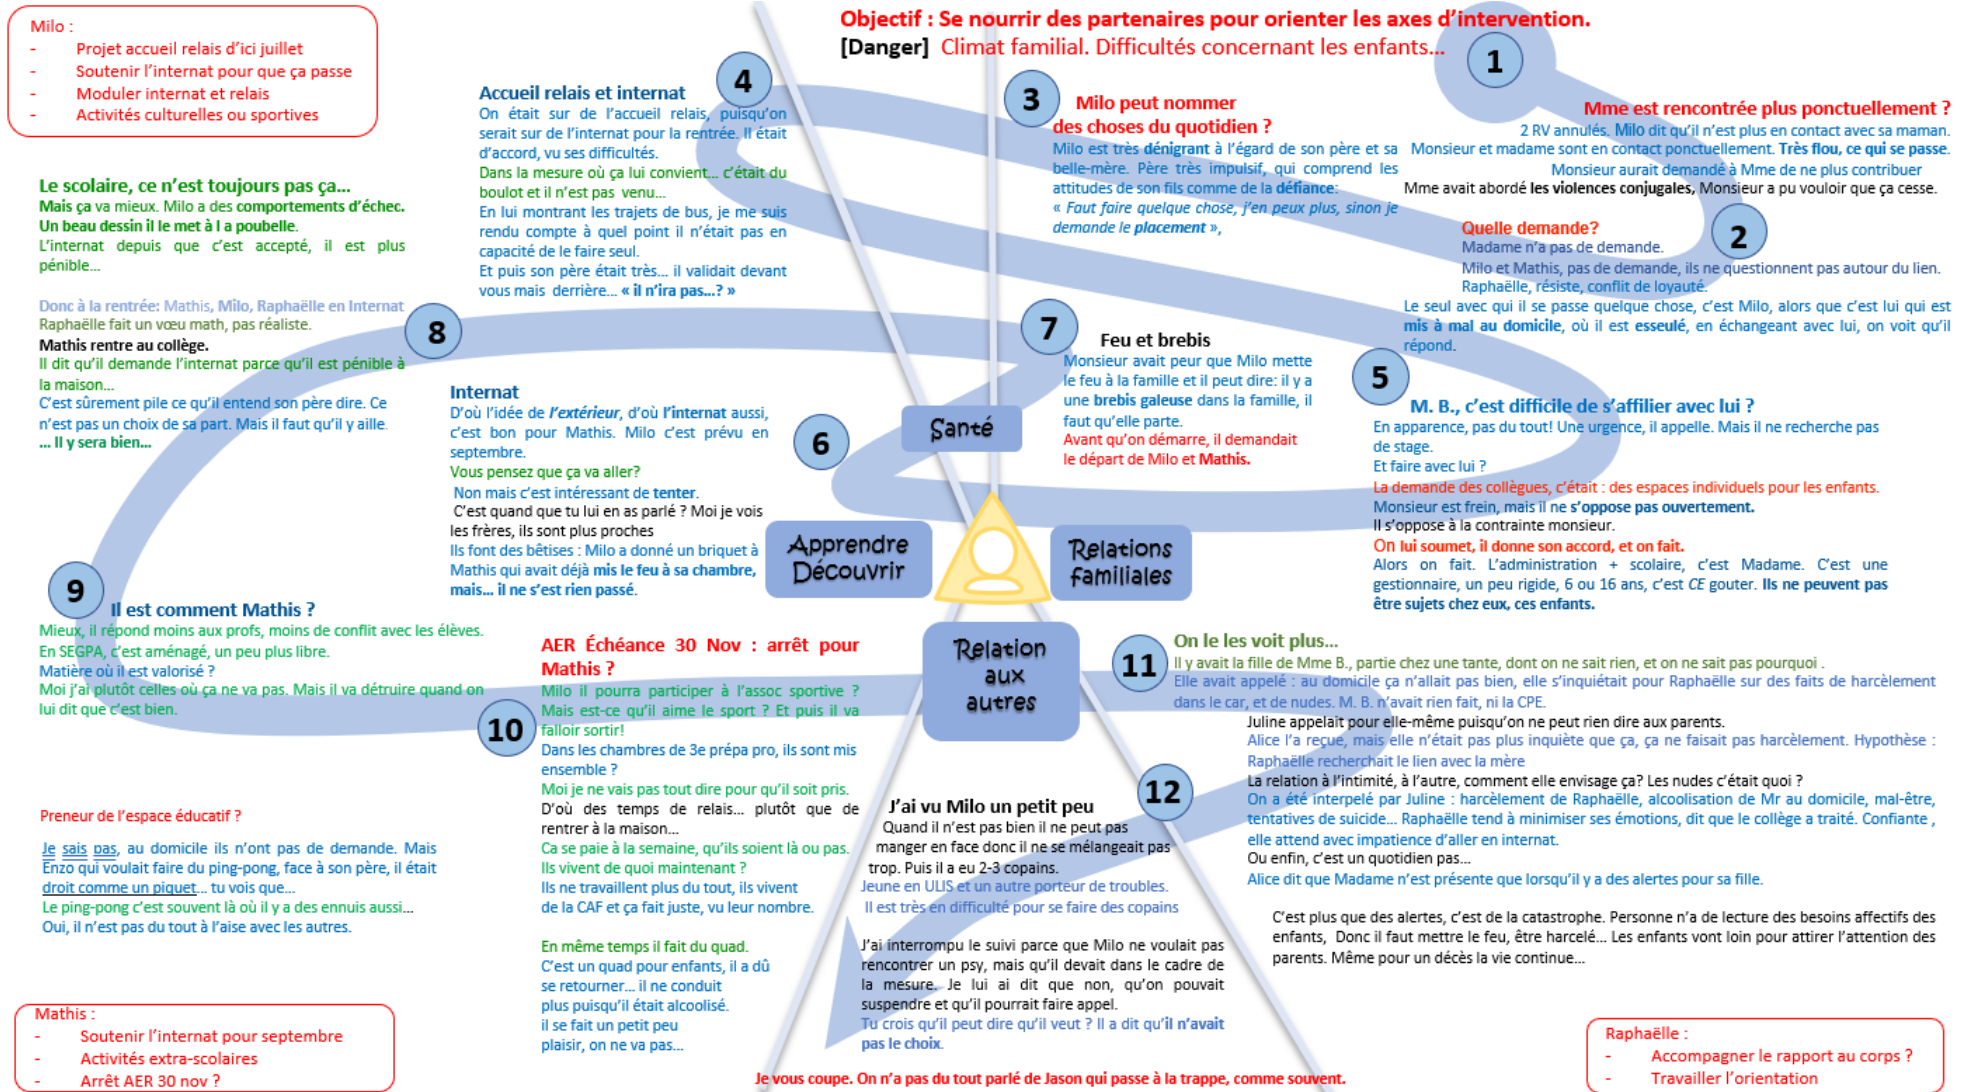 Objectif : Se nourrir des partenaires pour orienter les axes d'intervention.
[Danger] Climat familial. Difficultés concernant les enfants…
Milo :
- Projet accueil relais d'ici juillet
- Soutenir l'internat pour que ça passe
- Moduler internat et relais
- Activités culturelles ou sportives
1
Mme est rencontrée plus ponctuellement ?
2 RV annulés. Milo dit qu'il n'est plus en contact avec sa maman.
Monsieur et madame sont en contact ponctuellement. Très flou, ce qui se passe.
Monsieur aurait demandé à Mme de ne plus contribuer
Mme avait abordé les violences conjugales, Monsieur a pu vouloir que ça cesse.
2
Quelle demande?
Madame n'a pas de demande.
Milo et Mathis, pas de demande, ils ne questionnent pas autour du lien.
Raphaëlle, résiste, conflit de loyauté.
Le seul avec qui il se passe quelque chose, c'est Milo, alors que c'est lui qui est
mis à mal au domicile, où il est esseulé, en échangeant avec lui, on voit qu'il
répond.
3
Milo peut nommer
des choses du quotidien ?
Milo est très dénigrant à l'égard de son père et sa
belle-mère. Père très impulsif, qui comprend les
attitudes de son fils comme de la défiance:
« Faut faire quelque chose, j'en peux plus, sinon je
demande le placement »,
4
Accueil relais et internat
On était sur de l'accueil relais, puisqu'on
serait sur de l'internat pour la rentrée. Il était
d'accord, vu ses difficultés.
Dans la mesure où ça lui convient… c'était du
boulot et il n'est pas venu…
En lui montrant les trajets de bus, je me suis
rendu compte à quel point il n'était pas en
capacité de le faire seul.
Et puis son père était très… il validait devant
vous mais derrière… « il n'ira pas…? »
5
M. B., c'est difficile de s'affilier avec lui ?
En apparence, pas du tout! Une urgence, il appelle. Mais il ne recherche pas
de stage.
Et faire avec lui ?
La demande des collègues, c'était : des espaces individuels pour les enfants.
Monsieur est frein, mais il ne s'oppose pas ouvertement.
Il s'oppose à la contrainte monsieur.
On lui soumet, il donne son accord, et on fait.
Alors on fait. L'administration + scolaire, c'est Madame. C'est une
gestionnaire, un peu rigide, 6 ou 16 ans, c'est CE gouter. Ils ne peuvent pas
être sujets chez eux, ces enfants.
6
Internat
D'où l'idée de l'extérieur, d'où l'internat aussi,
c'est bon pour Mathis. Milo c'est prévu en
septembre.
Vous pensez que ça va aller?
Non mais c'est intéressant de tenter.
C'est quand que tu lui en as parlé ? Moi je vois
les frères, ils sont plus proches
Ils font des bêtises : Milo a donné un briquet à
Mathis qui avait déjà mis le feu à sa chambre,
mais… il ne s'est rien passé.
7
Feu et brebis
Monsieur avait peur que Milo mette
le feu à la famille et il peut dire: il y a
une brebis galeuse dans la famille, il
faut qu'elle parte.
Avant qu'on démarre, il demandait
le départ de Milo et Mathis.
8
Le scolaire, ce n'est toujours pas ça…
Mais ça va mieux. Milo a des comportements d'échec.
Un beau dessin il le met à l a poubelle.
L'internat depuis que c'est accepté, il est plus
pénible…
Donc à la rentrée: Mathis, Milo, Raphaëlle en Internat
Raphaëlle fait un vœu math, pas réaliste.
Mathis rentre au collège.
Il dit qu'il demande l'internat parce qu'il est pénible à
la maison…
C'est sûrement pile ce qu'il entend son père dire. Ce
n'est pas un choix de sa part. Mais il faut qu'il y aille.
… Il y sera bien…
Santé
Apprendre
Découvrir
Relations
familiales
Relation
aux
autres
9
Il est comment Mathis ?
Mieux, il répond moins aux profs, moins de conflit avec les élèves.
En SEGPA, c'est aménagé, un peu plus libre.
Matière où il est valorisé ?
Moi j'ai plutôt celles où ça ne va pas. Mais il va détruire quand on
lui dit que c'est bien.
Preneur de l'espace éducatif ?
Je sais pas, au domicile ils n'ont pas de demande. Mais
Enzo qui voulait faire du ping-pong, face à son père, il était
droit comme un piquet… tu vois que…
Le ping-pong c'est souvent là où il y a des ennuis aussi…
Oui, il n'est pas du tout à l'aise avec les autres.
10
AER Échéance 30 Nov : arrêt pour
Mathis ?
Milo il pourra participer à l'assoc sportive ?
Mais est-ce qu'il aime le sport ? Et puis il va
falloir sortir!
Dans les chambres de 3e prépa pro, ils sont mis
ensemble ?
Moi je ne vais pas tout dire pour qu'il soit pris.
D'où des temps de relais… plutôt que de
rentrer à la maison…
Ca se paie à la semaine, qu'ils soient là ou pas.
Ils vivent de quoi maintenant ?
Ils ne travaillent plus du tout, ils vivent
de la CAF et ça fait juste, vu leur nombre.
En même temps il fait du quad.
C'est un quad pour enfants, il a dû
se retourner… il ne conduit
plus puisqu'il était alcoolisé.
il se fait un petit peu
plaisir, on ne va pas…
11
On le les voit plus…
Il y avait la fille de Mme B., partie chez une tante, dont on ne sait rien, et on ne sait pas pourquoi .
Elle avait appelé : au domicile ça n'allait pas bien, elle s'inquiétait pour Raphaëlle sur des faits de harcèlement
dans le car, et de nudes. M. B. n'avait rien fait, ni la CPE.
Juline appelait pour elle-même puisqu'on ne peut rien dire aux parents.
Alice l'a reçue, mais elle n'était pas plus inquiète que ça, ça ne faisait pas harcèlement. Hypothèse :
Raphaëlle recherchait le lien avec la mère
La relation à l'intimité, à l'autre, comment elle envisage ça? Les nudes c'était quoi ?
On a été interpelé par Juline : harcèlement de Raphaëlle, alcoolisation de Mr au domicile, mal-être,
tentatives de suicide… Raphaëlle tend à minimiser ses émotions, dit que le collège a traité. Confiante ,
elle attend avec impatience d'aller en internat.
Ou enfin, c'est un quotidien pas…
Alice dit que Madame n'est présente que lorsqu'il y a des alertes pour sa fille.
C'est plus que des alertes, c'est de la catastrophe. Personne n'a de lecture des besoins affectifs des
enfants, Donc il faut mettre le feu, être harcelé… Les enfants vont loin pour attirer l'attention des
parents. Même pour un décès la vie continue…
12
J'ai vu Milo un petit peu
Quand il n'est pas bien il ne peut pas
manger en face donc il ne se mélangeait pas
trop. Puis il a eu 2-3 copains.
Jeune en ULIS et un autre porteur de troubles.
Il est très en difficulté pour se faire des copains
J'ai interrompu le suivi parce que Milo ne voulait pas
rencontrer un psy, mais qu'il devait dans le cadre de
la mesure. Je lui ai dit que non, qu'on pouvait
suspendre et qu'il pourrait faire appel.
Tu crois qu'il peut dire qu'il veut ? Il a dit qu'il n'avait
pas le choix.
Mathis :
- Soutenir l'internat pour septembre
- Activités extra-scolaires
- Arrêt AER 30 nov ?
Raphaëlle :
- Accompagner le rapport au corps ?
- Travailler l'orientation
Je vous coupe. On n'a pas du tout parlé de Jason qui passe à la trappe, comme souvent.